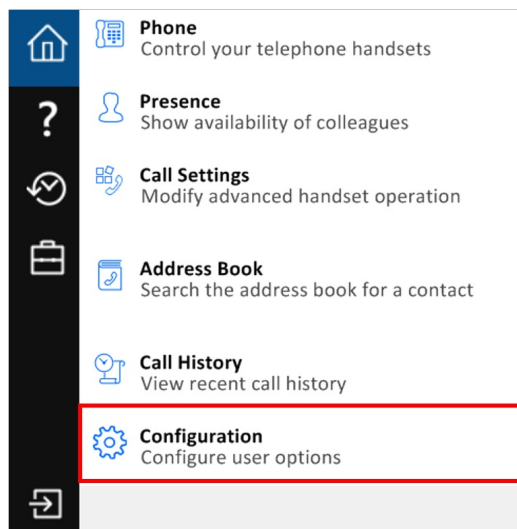 Phone
Control your telephone handsets
?
Presence
Show availability of colleagues
Call Settings
Modify advanced handset operation
Address Book
Search the address book for a contact
Call History
View recent call history
Configuration
Configure user options